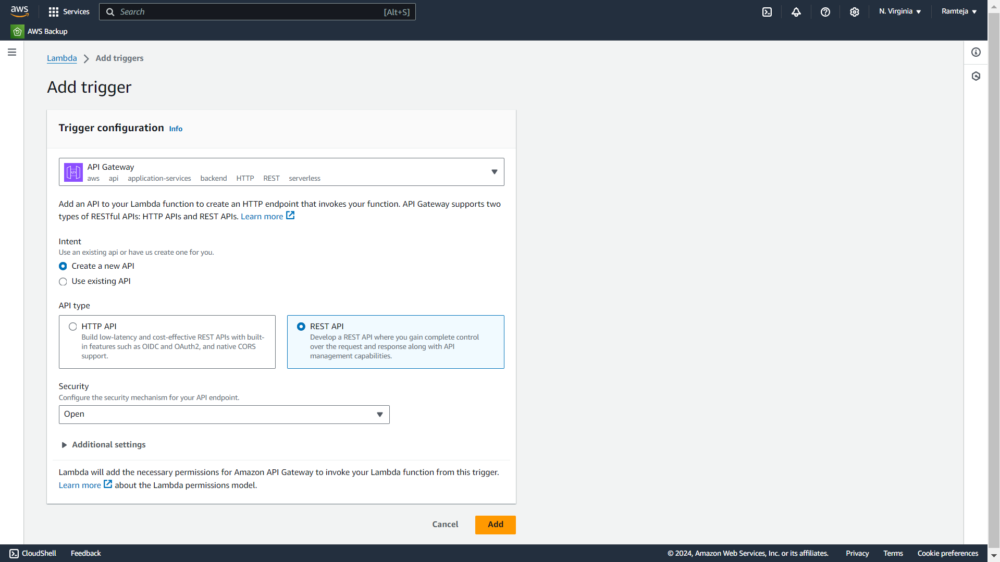 aws
Services
Search
[Alt+S]
N. Virginia
Ramteja
AWS Backup
Lambda
Add triggers
Add trigger
Trigger configuration Info
API Gateway
aws api application-services backend HTTP REST serverless
Add an API to your Lambda function to create an HTTP endpoint that invokes your function. API Gateway supports two
types of RESTful APIs: HTTP APIs and REST APIs. Learn more
Intent
Use an existing api or have us create one for you.
Create a new API
Use existing API
API type
HTTP API
Build low-latency and cost-effective REST APIs with built-
in features such as OIDC and OAuth2, and native CORS
support.
REST API
Develop a REST API where you gain complete control
over the request and response along with API
management capabilities.
Security
Configure the security mechanism for your API endpoint.
Open
Additional settings
Lambda will add the necessary permissions for Amazon API Gateway to invoke your Lambda function from this trigger.
Learn more about the Lambda permissions model.
Cancel
Add
CloudShell
Feedback
© 2024, Amazon Web Services, Inc. or its affiliates.
Privacy
Terms
Cookie preferences